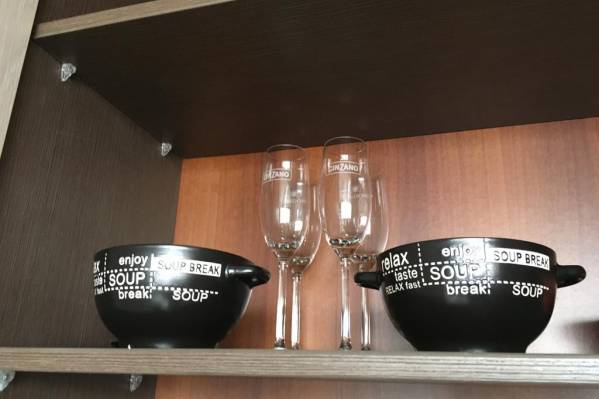 enjoy
SOUP BREAK
SOUP
break
SOUP
CINZANO
CINZANO
relax
enjoy
SOUP BREAK
taste
SOUP
RELAX fast
break
SOUP